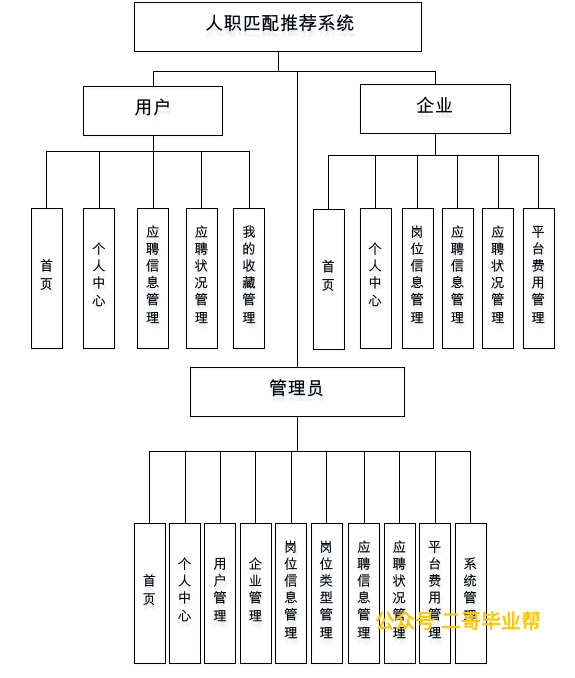 人职匹配推荐系统
用户
企业
首页
个人中心
应聘信息管理
应聘状况管理
我的收藏管理
首页
个人中心
岗位信息管理
应聘信息管理
应聘状况管理
平台费用管理
管理员
首页
个人中心
用户管理
企业管理
岗位信息管理
岗位类型管理
应聘信息管理
应聘状况管理
平台费用管理
系统管理
公众号 二哥毕业帮